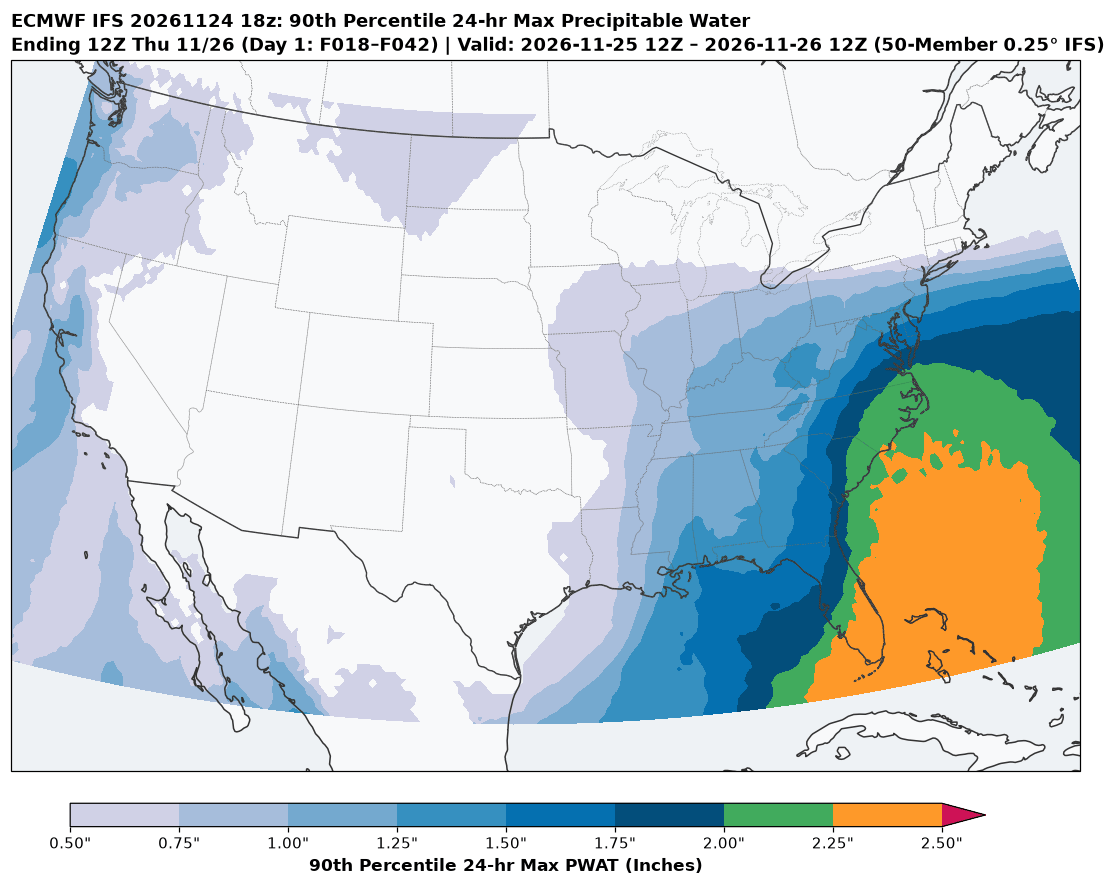 ECMWF IFS 20261124 18z: 90th Percentile 24-hr Max Precipitable Water
Ending 12Z Thu 11/26 (Day 1: F018–F042) | Valid: 2026-11-25 12Z – 2026-11-26 12Z (50-Member 0.25° IFS)
0.50" 0.75" 1.00" 1.25" 1.50" 1.75" 2.00" 2.25" 2.50"
90th Percentile 24-hr Max PWAT (Inches)